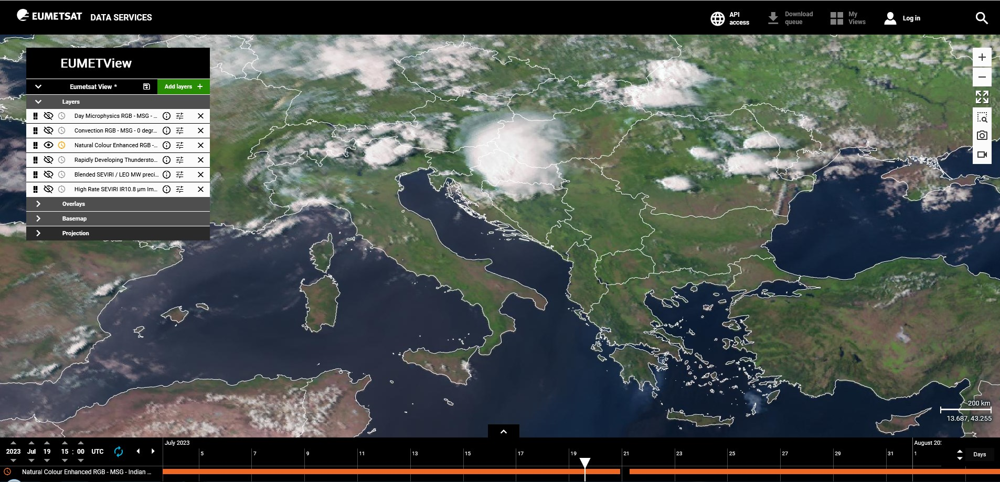 EUMETSAT DATA SERVICES
API access
Download queue
My Views
Log in
EUMETView
Eumetsat View *
Add layers +
Layers
Day Microphysics RGB - MSG - ...
Convection RGB - MSG - 0 degr...
Natural Colour Enhanced RGB -...
Rapidly Developing Thundersto...
Blended SEVIRI / LEO MW preci...
High Rate SEVIRI IR10.8 µm Im...
Overlays
Basemap
Projection
200 km
13.687, 43.255
2023 Jul 19 15 : 00 UTC
July 2023
August 202
5 7 9 11 13 15 17 19 21 23 25 27 29 31 1
Days
Natural Colour Enhanced RGB - MSG - Indian ...